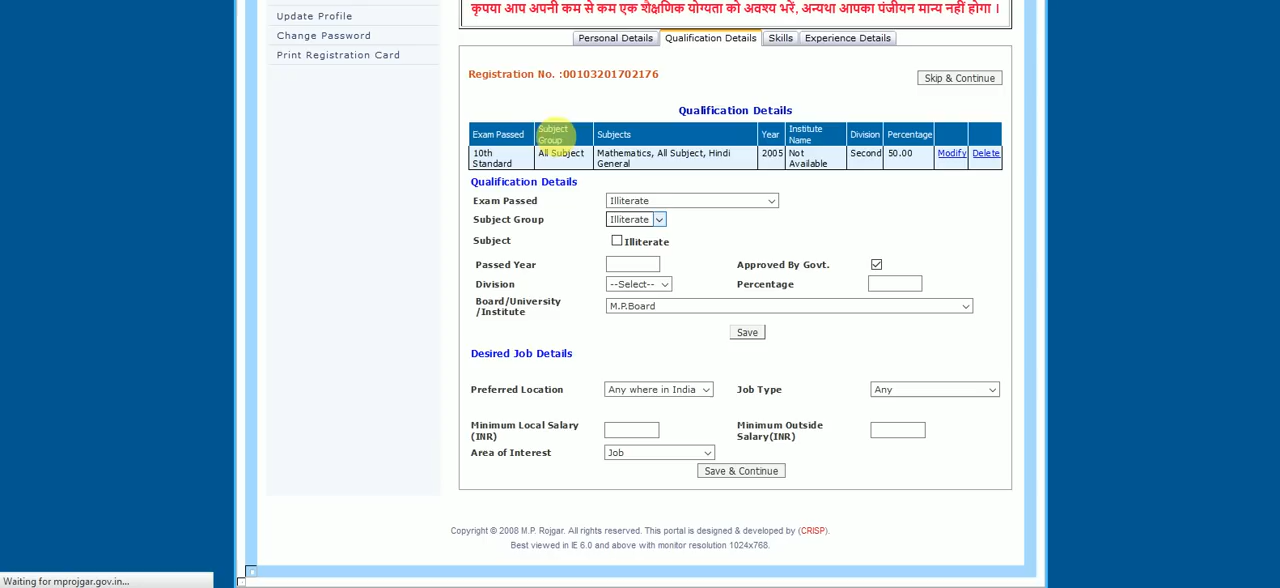 Update Profile
Change Password
Print Registration Card
कृपया आप अपनी कम से कम एक शैक्षणिक योग्यता को अवश्य भरें, अन्यथा आपका पंजीयन मान्य नहीं होगा ।
Personal Details Qualification Details Skills Experience Details
Registration No. :00103201702176
Skip & Continue
Qualification Details
Exam Passed Subject Group Subjects Year Institute Name Division Percentage
10th Standard All Subject Mathematics, All Subject, Hindi General 2005 Not Available Second 50.00 Modify Delete
Qualification Details
Exam Passed Illiterate
Subject Group Illiterate
Subject Illiterate
Passed Year Approved By Govt.
Division --Select-- Percentage
Board/University /Institute M.P.Board
Save
Desired Job Details
Preferred Location Any where in India Job Type Any
Minimum Local Salary (INR) Minimum Outside Salary(INR)
Area of Interest Job
Save & Continue
Copyright © 2008 M.P. Rojgar. All rights reserved. This portal is designed & developed by (CRISP).
Best viewed in IE 6.0 and above with monitor resolution 1024x768.
Waiting for mprojgar.gov.in...